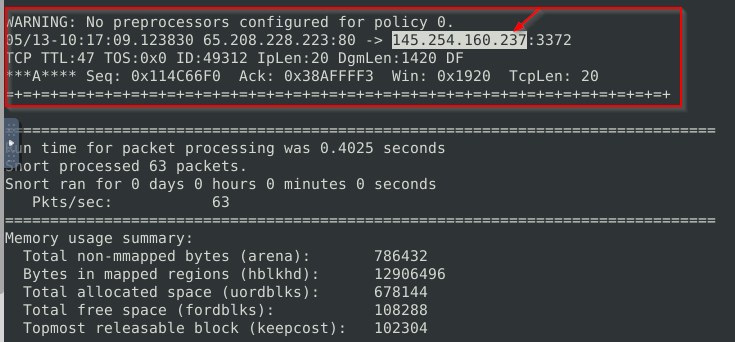 WARNING: No preprocessors configured for policy 0.
05/13-10:17:09.123830 65.208.228.223:80 -> 145.254.160.237:3372
TCP TTL:47 TOS:0x0 ID:49312 IpLen:20 DgmLen:1420 DF
***A**** Seq: 0x114C66F0  Ack: 0x38AFFFF3  Win: 0x1920  TcpLen: 20
=+=+=+=+=+=+=+=+=+=+=+=+=+=+=+=+=+=+=+=+=+=+=+=+=+=+=+=+=+=+=+=+=+=+=+=+=+
===============================================================================
Run time for packet processing was 0.4025 seconds
Snort processed 63 packets.
Snort ran for 0 days 0 hours 0 minutes 0 seconds
   Pkts/sec:           63
===============================================================================
Memory usage summary:
  Total non-mmapped bytes (arena):       786432
  Bytes in mapped regions (hblkhd):      12906496
  Total allocated space (uordblks):      678144
  Total free space (fordblks):           108288
  Topmost releasable block (keepcost):   102304